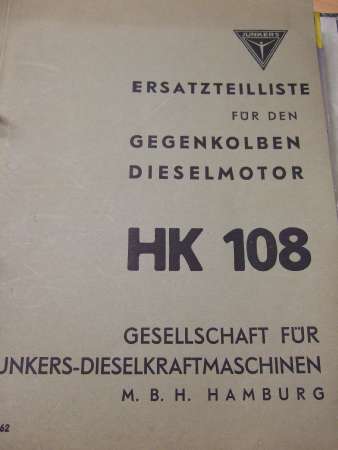 JUNKERS
ERSATZTEILLISTE
FÜR DEN
GEGENKOLBEN
DIESELMOTOR
HK 108
GESELLSCHAFT FÜR
UNKERS-DIESELKRAFTMASCHINEN
M. B. H. HAMBURG
62